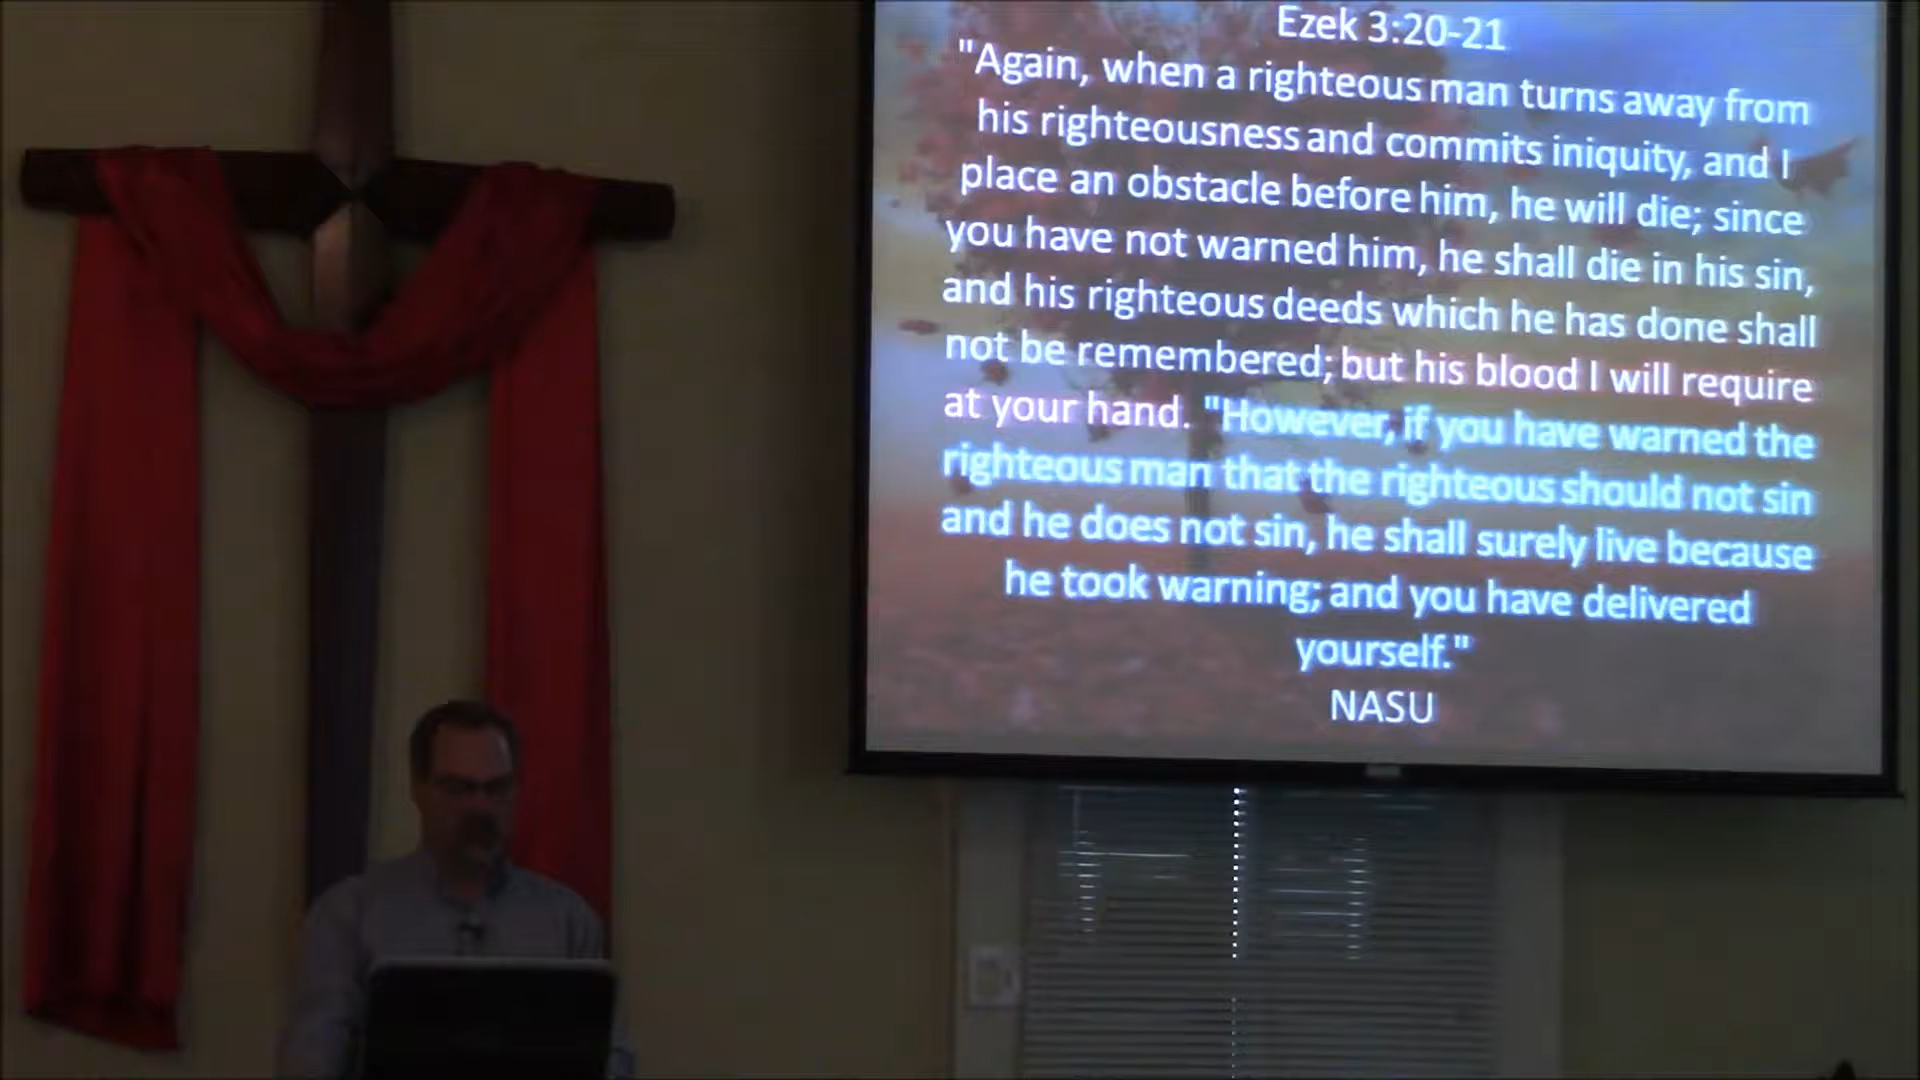 Ezek 3:20-21
"Again, when a righteous man turns away from
his righteousness and commits iniquity, and I
place an obstacle before him, he will die; since
you have not warned him, he shall die in his sin,
and his righteous deeds which he has done shall
not be remembered; but his blood I will require
at your hand. "However, if you have warned the
righteous man that the righteous should not sin
and he does not sin, he shall surely live because
he took warning; and you have delivered
yourself."
NASU